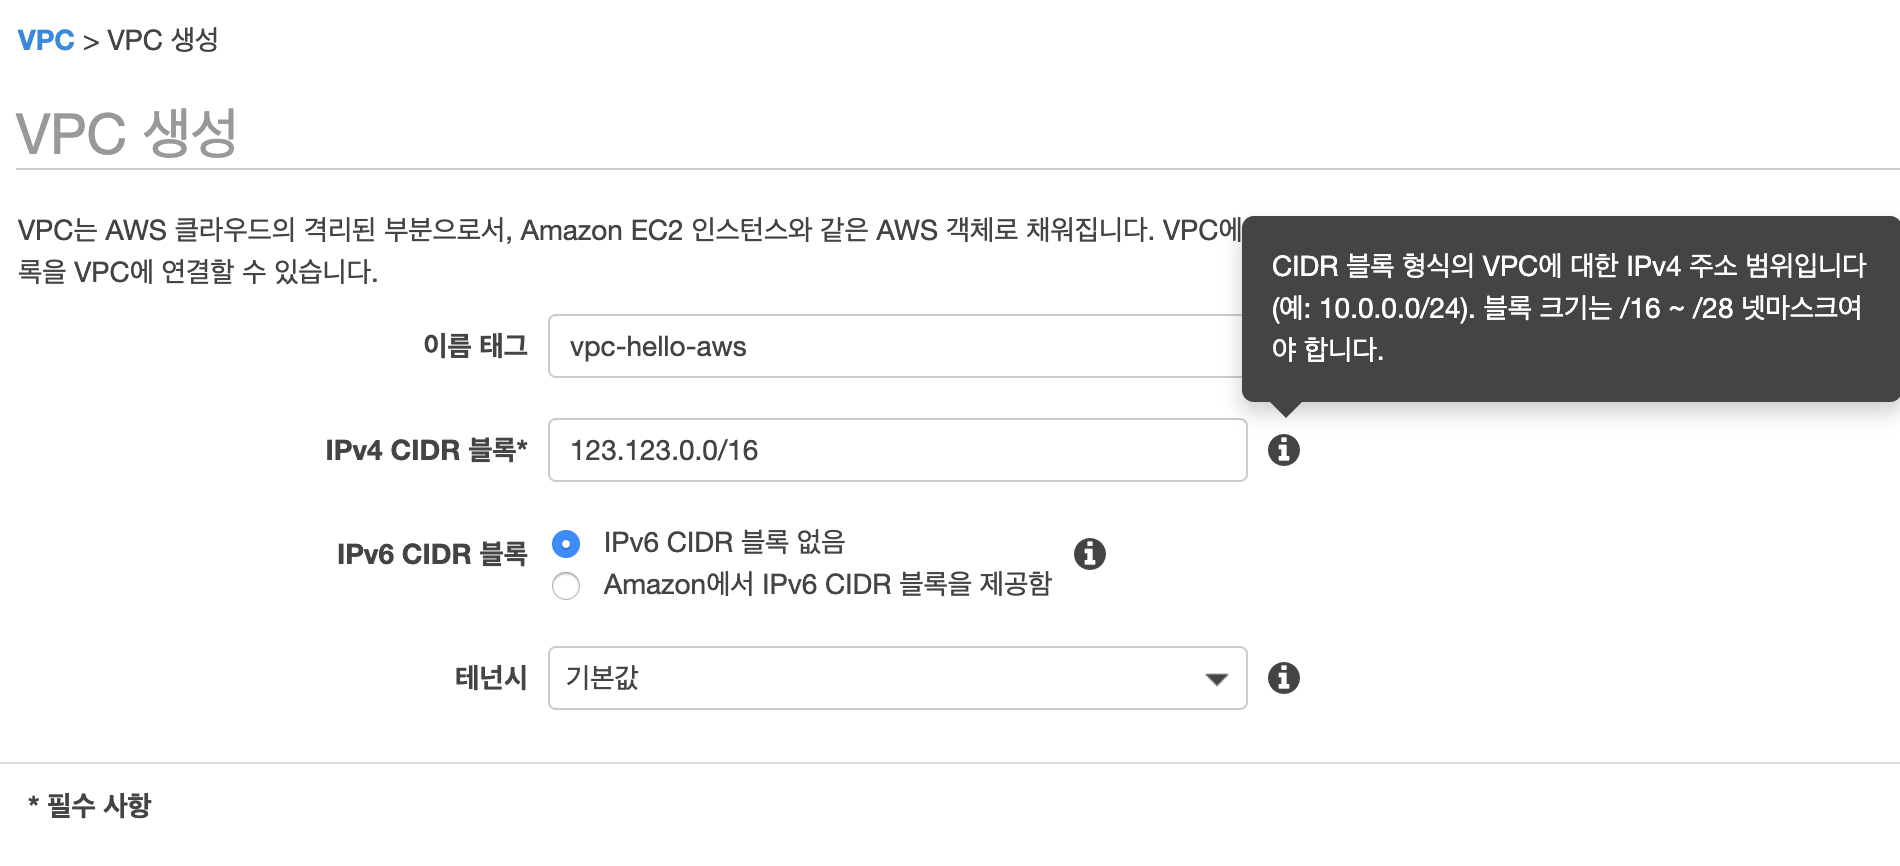 VPC > VPC 생성
VPC 생성
VPC는 AWS 클라우드의 격리된 부분으로서, Amazon EC2 인스턴스와 같은 AWS 객체로 채워집니다. VPC에
록을 VPC에 연결할 수 있습니다.
CIDR 블록 형식의 VPC에 대한 IPv4 주소 범위입니다
(예: 10.0.0.0/24). 블록 크기는 /16 ~ /28 넷마스크여
야 합니다.
이름 태그 vpc-hello-aws
IPv4 CIDR 블록* 123.123.0.0/16
IPv6 CIDR 블록
IPv6 CIDR 블록 없음
Amazon에서 IPv6 CIDR 블록을 제공함
테넌시 기본값
* 필수 사항